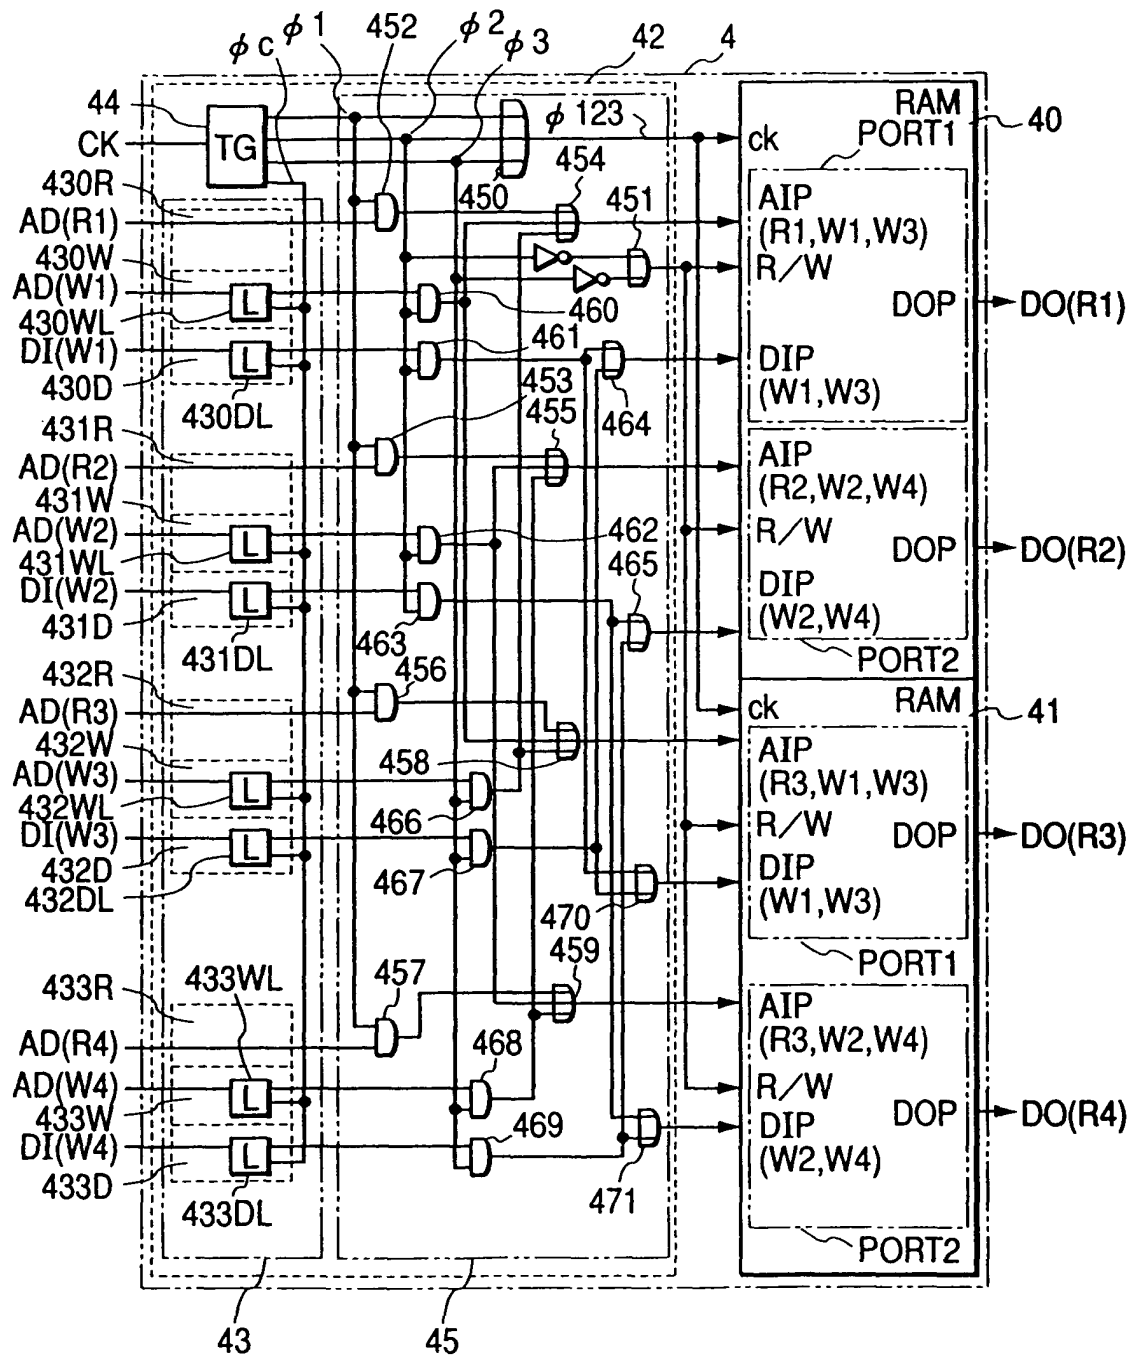 φc φ1 452 φ2 φ3 42 4
44
CK
TG
φ123
450
454
451
RAM
PORT1
40
ck
430R
AD(R1)
430W
AD(W1)
430WL
DI(W1)
430D
430DL
L
L
460
461
453
455
464
AIP
(R1,W1,W3)
R/W
DOP
DO(R1)
DIP
(W1,W3)
431R
AD(R2)
431W
AD(W2)
431WL
DI(W2)
431D
431DL
L
L
462
463
465
AIP
(R2,W2,W4)
R/W
DOP
DO(R2)
DIP
(W2,W4)
PORT2
432R
AD(R3)
432W
AD(W3)
432WL
DI(W3)
432D
432DL
L
L
456
458
466
467
470
ck
RAM
41
AIP
(R3,W1,W3)
R/W
DOP
DO(R3)
DIP
(W1,W3)
PORT1
433R
433WL
AD(R4)
AD(W4)
433W
DI(W4)
433D
433DL
L
L
457
459
468
469
471
AIP
(R3,W2,W4)
R/W
DOP
DO(R4)
DIP
(W2,W4)
PORT2
43
45